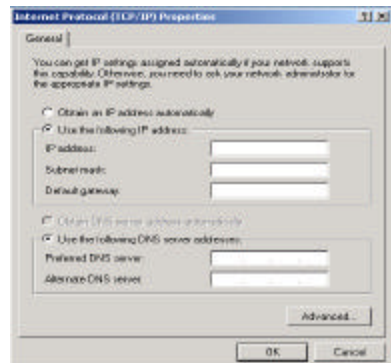 Internet Protocol (TCP/IP) Properties
General
You can get IP settings assigned automatically if your network supports
this capability. Otherwise, you need to ask your network administrator for
the appropriate IP settings.
Obtain an IP address automatically
Use the following IP address:
IP address:
Subnet mask:
Default gateway:
Obtain DNS server address automatically
Use the following DNS server addresses:
Preferred DNS server:
Alternate DNS server:
Advanced...
OK
Cancel